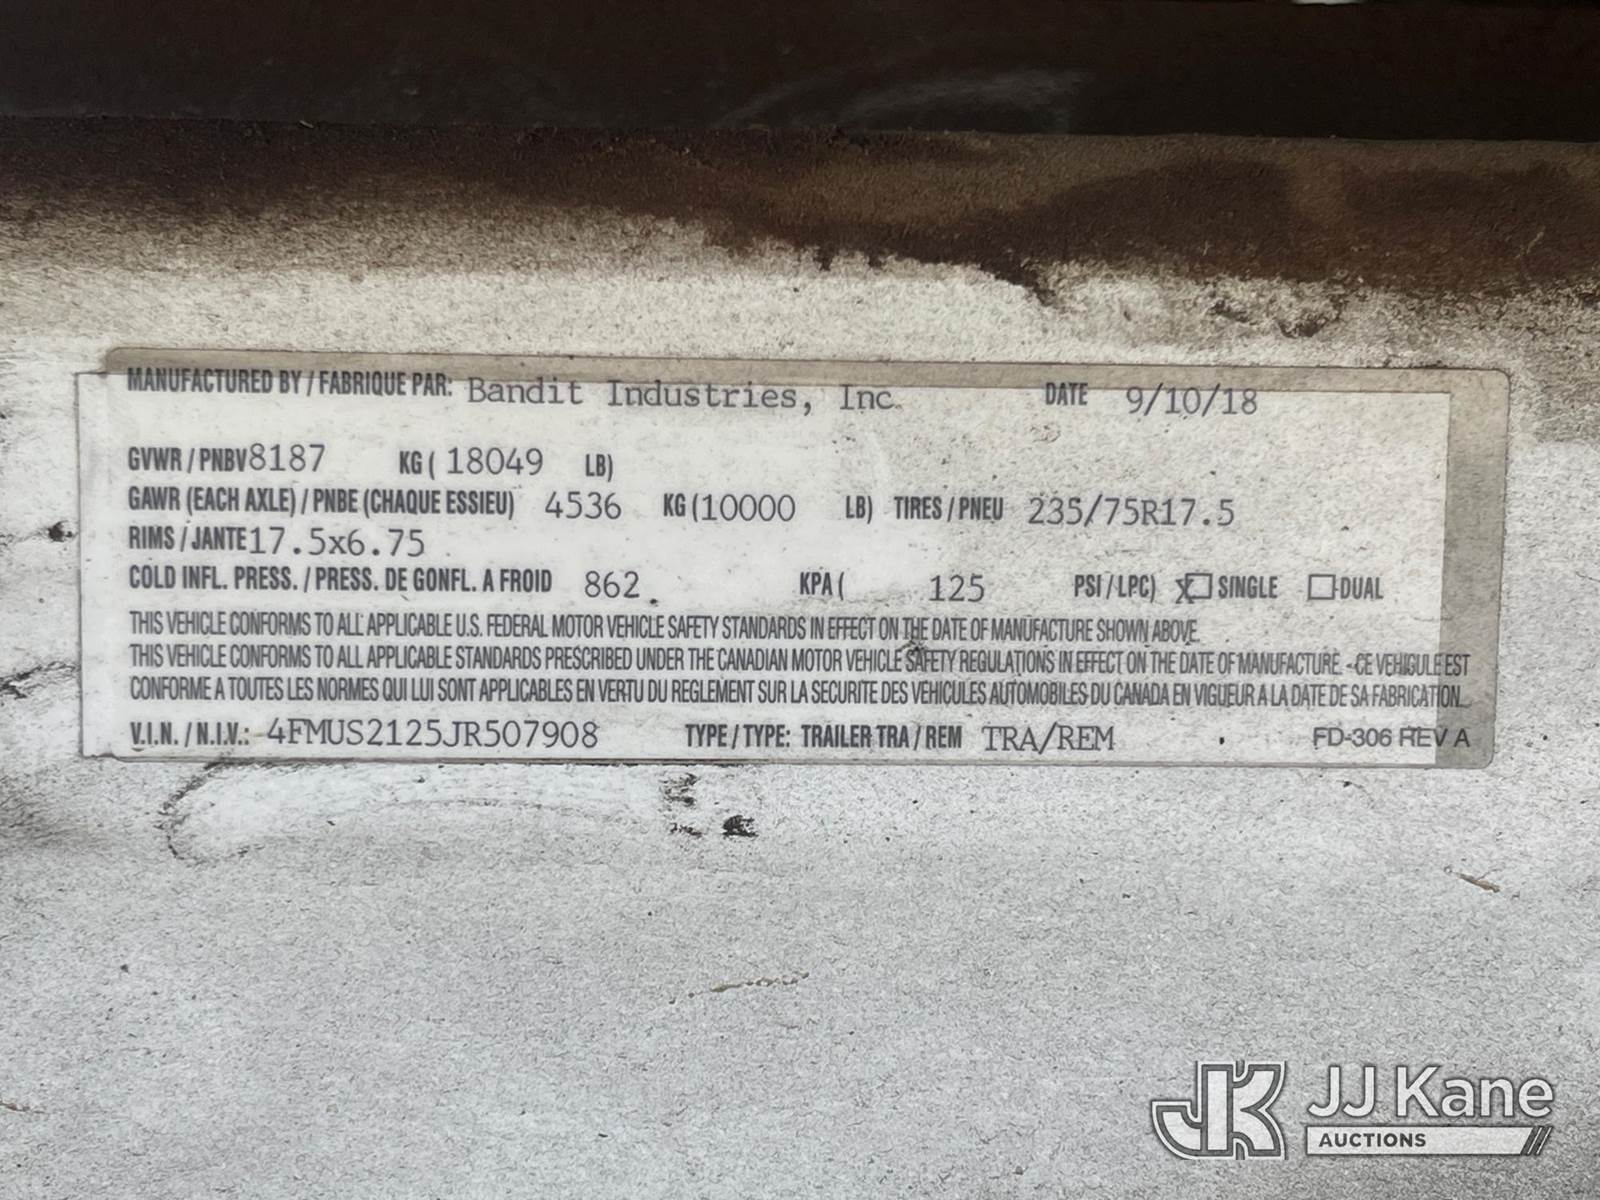 MANUFACTURED BY / FABRIQUE PAR: Bandit Industries, Inc. DATE 9/10/18
GVWR / PNBV 8187 KG ( 18049 LB)
GAWR (EACH AXLE) / PNBE (CHAQUE ESSIEU) 4536 KG (10000 LB) TIRES / PNEU 235/75R17.5
RIMS / JANTE 17.5x6.75
COLD INFL. PRESS. / PRESS. DE GONFL. A FROID 862. KPA ( 125 PSI / LPC) X SINGLE DUAL
THIS VEHICLE CONFORMS TO ALL APPLICABLE U.S. FEDERAL MOTOR VEHICLE SAFETY STANDARDS IN EFFECT ON THE DATE OF MANUFACTURE SHOWN ABOVE.
THIS VEHICLE CONFORMS TO ALL APPLICABLE STANDARDS PRESCRIBED UNDER THE CANADIAN MOTOR VEHICLE SAFETY REGULATIONS IN EFFECT ON THE DATE OF MANUFACTURE. - CE VEHICULE EST
CONFORME A TOUTES LES NORMES QUI LUI SONT APPLICABLES EN VERTU DU REGLEMENT SUR LA SECURITE DES VEHICULES AUTOMOBILES DU CANADA EN VIGUEUR A LA DATE DE SA FABRICATION.
V.I.N. / N.I.V.: 4FMUS2125JR507908 TYPE / TYPE: TRAILER TRA / REM TRA/REM FD-306 REV A
JK JJ Kane
AUCTIONS